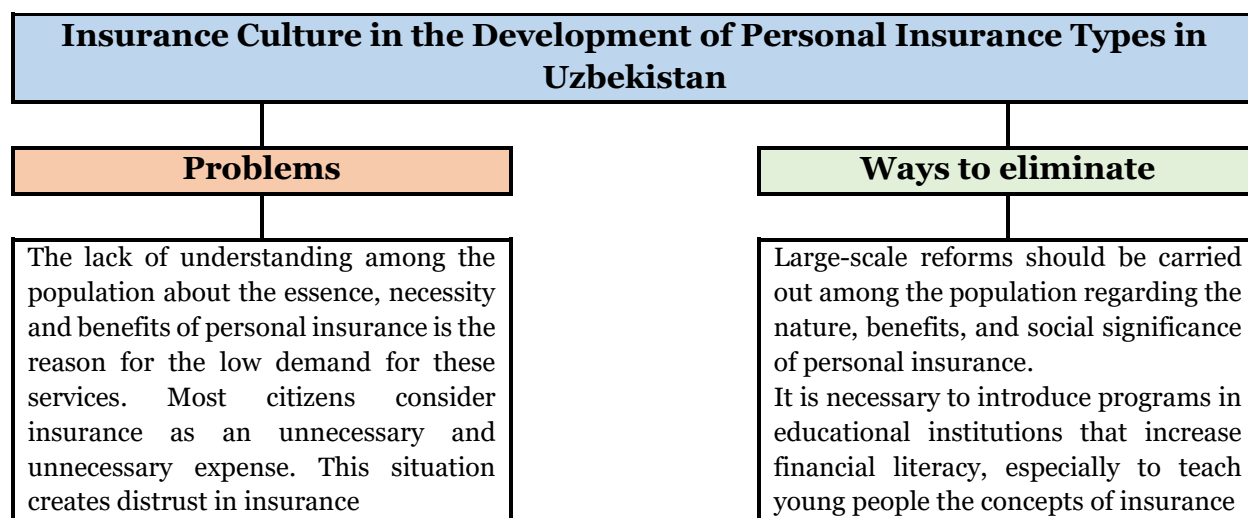 Insurance Culture in the Development of Personal Insurance Types in
Uzbekistan
Problems
The lack of understanding among the
population about the essence, necessity
and benefits of personal insurance is the
reason for the low demand for these
services. Most citizens consider
insurance as an unnecessary and
unnecessary expense. This situation
creates distrust in insurance
Ways to eliminate
Large-scale reforms should be carried
out among the population regarding the
nature, benefits, and social significance
of personal insurance.
It is necessary to introduce programs in
educational institutions that increase
financial literacy, especially to teach
young people the concepts of insurance